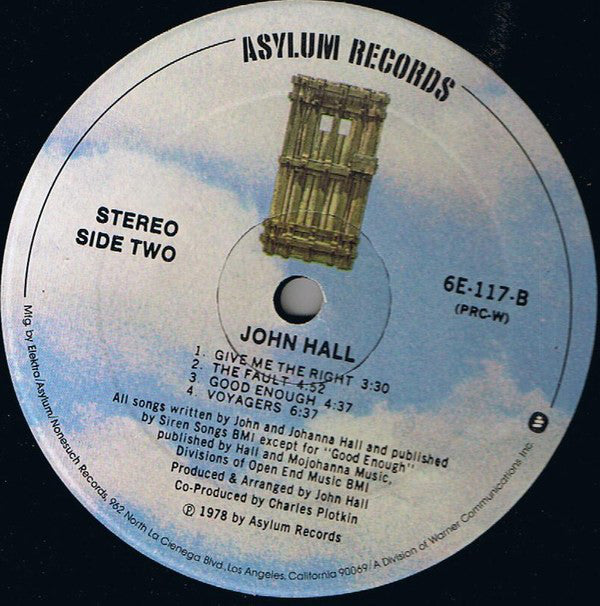 ASYLUM RECORDS
STEREO
SIDE TWO
6E-117-B
(PRC-W)
JOHN HALL
1. GIVE ME THE RIGHT 3:30
2. THE FAULT 4:52
3 GOOD ENOUGH 4:37
4. VOYAGERS 6:37
All songs written by John and Johanna Hall and published
by Siren Songs BMI except for "Good Enough"
published by Hall and Mojohanna Music,
Divisions of Open End Music BMI
Produced & Arranged by John Hall
Co-Produced by Charles Plotkin
℗ 1978 by Asylum Records
Mfg. by Elektra/Asylum/Nonesuch Records, 962 North La Cienega Blvd., Los Angeles, California 90069/A Division of Warner Communications Inc.